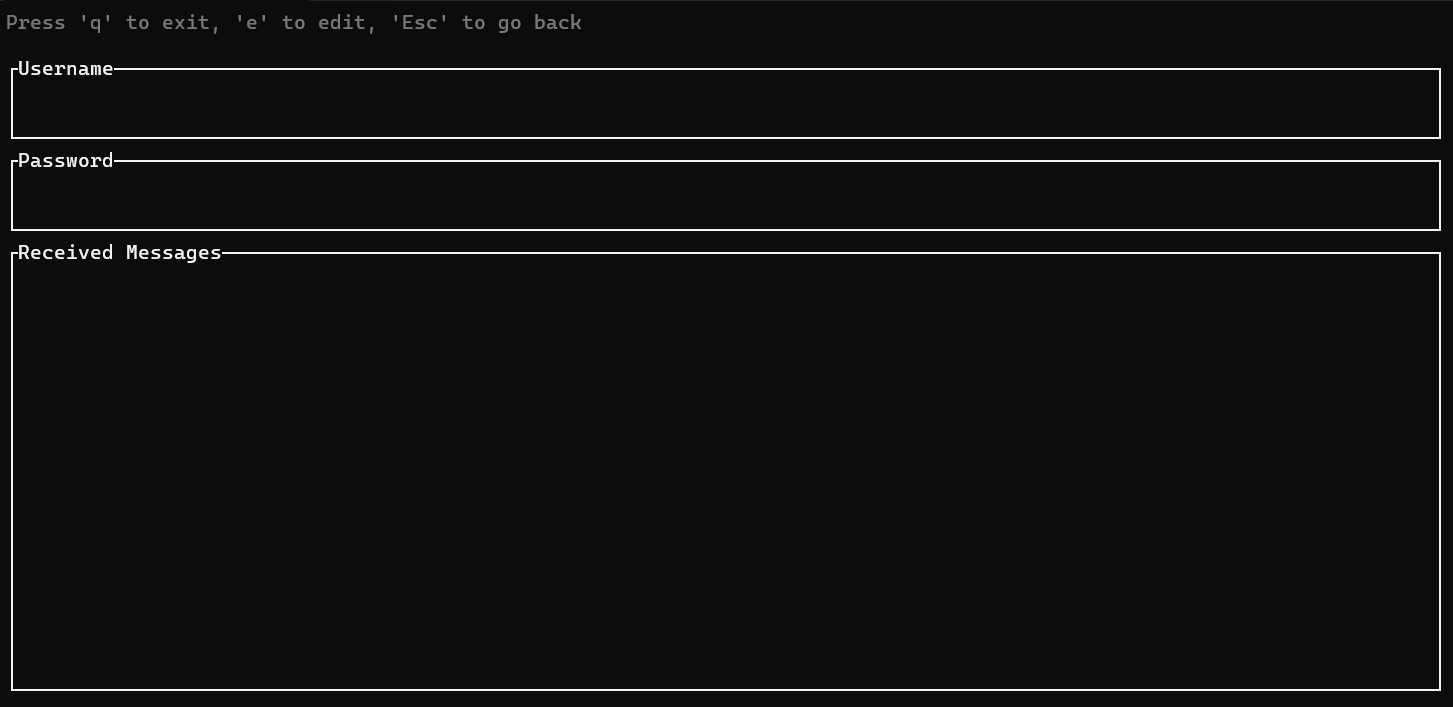 Press 'q' to exit, 'e' to edit, 'Esc' to go back
Username
Password
Received Messages